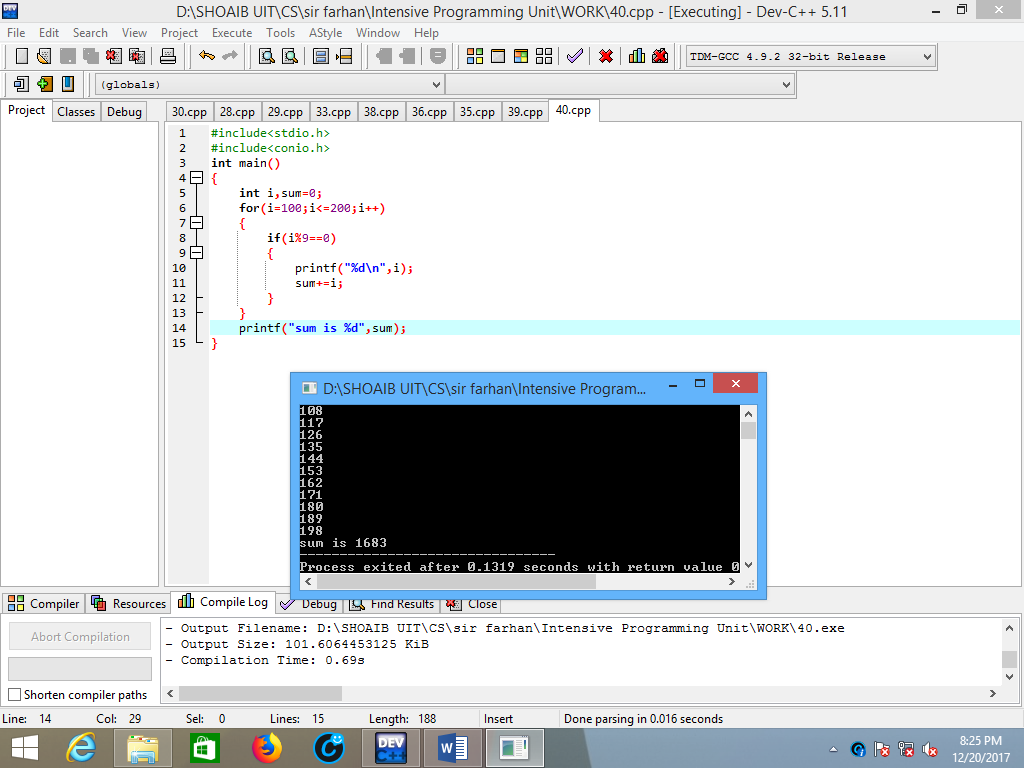 D:\SHOAIB UIT\CS\sir farhan\Intensive Programming Unit\WORK\40.cpp - [Executing] - Dev-C++ 5.11
File Edit Search View Project Execute Tools AStyle Window Help
TDM-GCC 4.9.2 32-bit Release
(globals)
Project Classes Debug
30.cpp 28.cpp 29.cpp 33.cpp 38.cpp 36.cpp 35.cpp 39.cpp 40.cpp
1 #include<stdio.h>
2 #include<conio.h>
3 int main()
4 {
5 int i,sum=0;
6 for(i=100;i<=200;i++)
7 {
8 if(i%9==0)
9 {
10 printf("%d\n",i);
11 sum+=i;
12 }
13 }
14 printf("sum is %d",sum);
15 }
D:\SHOAIB UIT\CS\sir farhan\Intensive Program...
108
117
126
135
144
153
162
171
180
189
198
sum is 1683
--------------------------------
Process exited after 0.1319 seconds with return value 0
Compiler Resources Compile Log Debug Find Results Close
Abort Compilation
Shorten compiler paths
- Output Filename: D:\SHOAIB UIT\CS\sir farhan\Intensive Programming Unit\WORK\40.exe
- Output Size: 101.6064453125 KiB
- Compilation Time: 0.69s
Line: 14 Col: 29 Sel: 0 Lines: 15 Length: 188 Insert Done parsing in 0.016 seconds
DEV C++
8:25 PM
12/20/2017